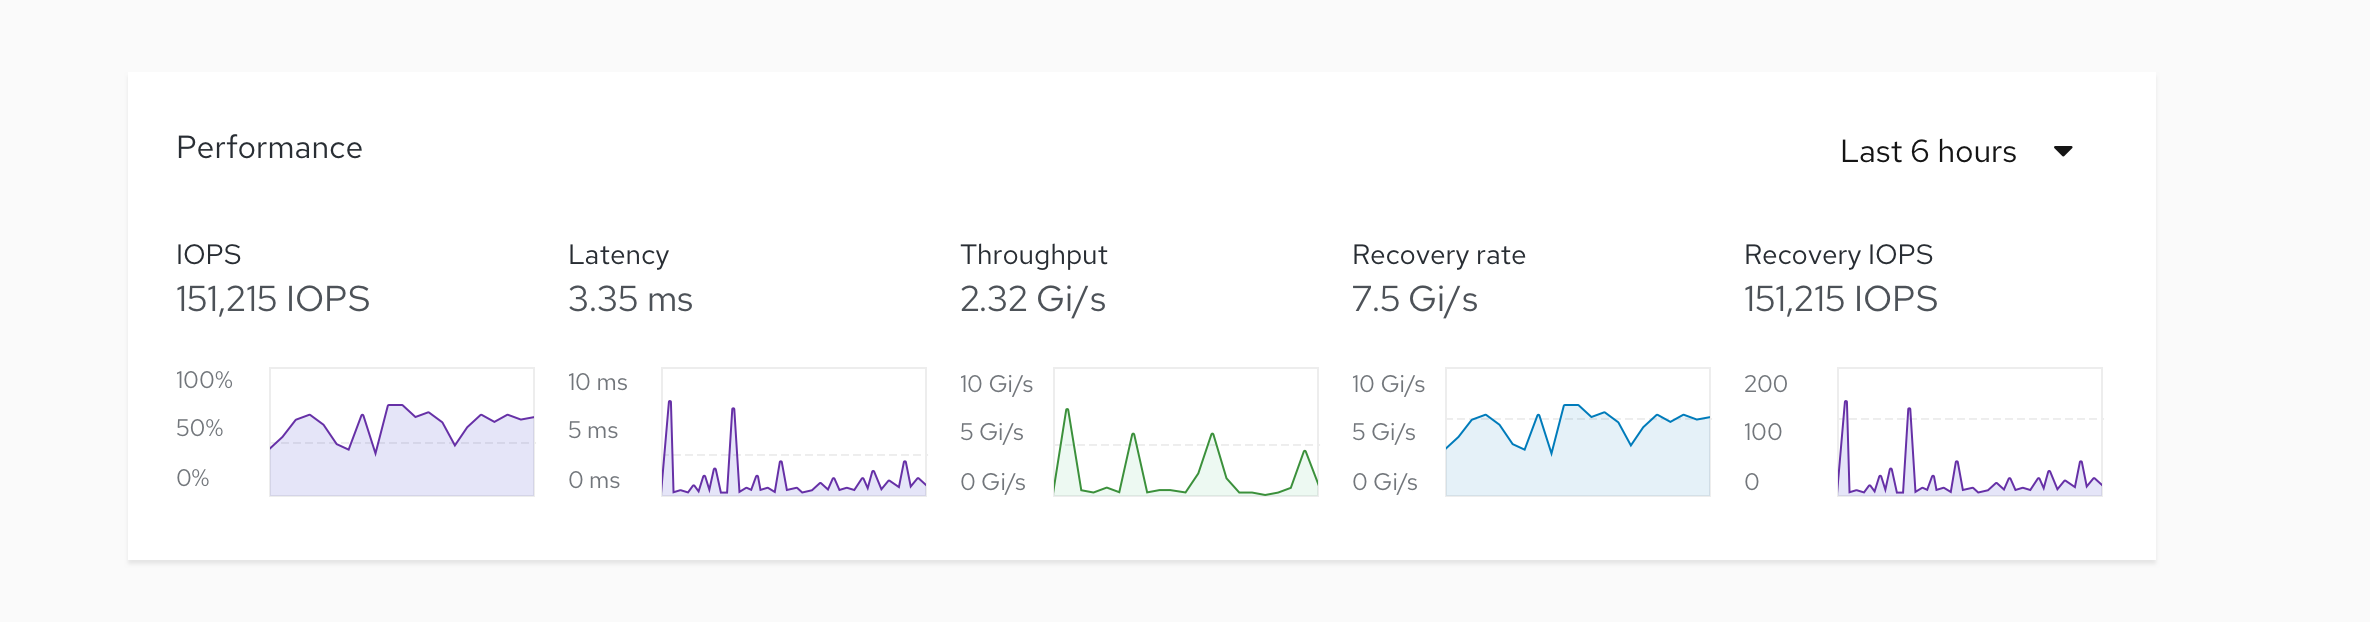 Performance
Last 6 hours
IOPS
151,215 IOPS
100%
50%
0%
Latency
3.35 ms
10 ms
5 ms
0 ms
Throughput
2.32 Gi/s
10 Gi/s
5 Gi/s
0 Gi/s
Recovery rate
7.5 Gi/s
10 Gi/s
5 Gi/s
0 Gi/s
Recovery IOPS
151,215 IOPS
200
100
0